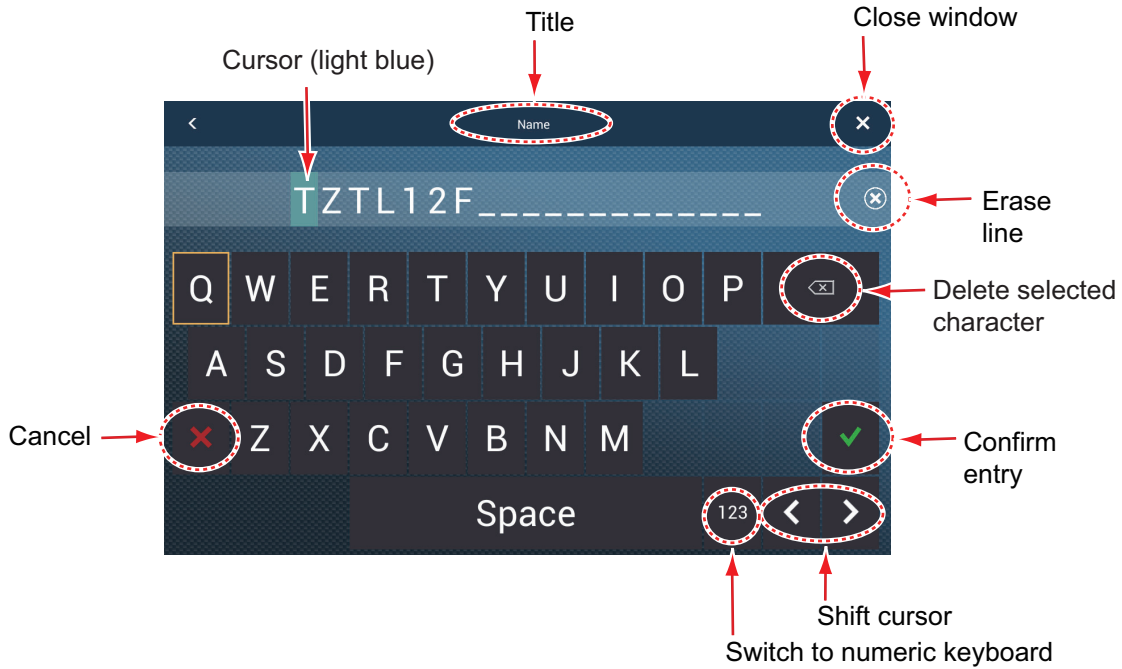 Title
Close window
Cursor (light blue)
Name
TZTL12F_____________
Erase
line
Q W E R T Y U I O P
Delete selected
character
A S D F G H J K L
Cancel
Z X C V B N M
Confirm
entry
Space 123
Shift cursor
Switch to numeric keyboard